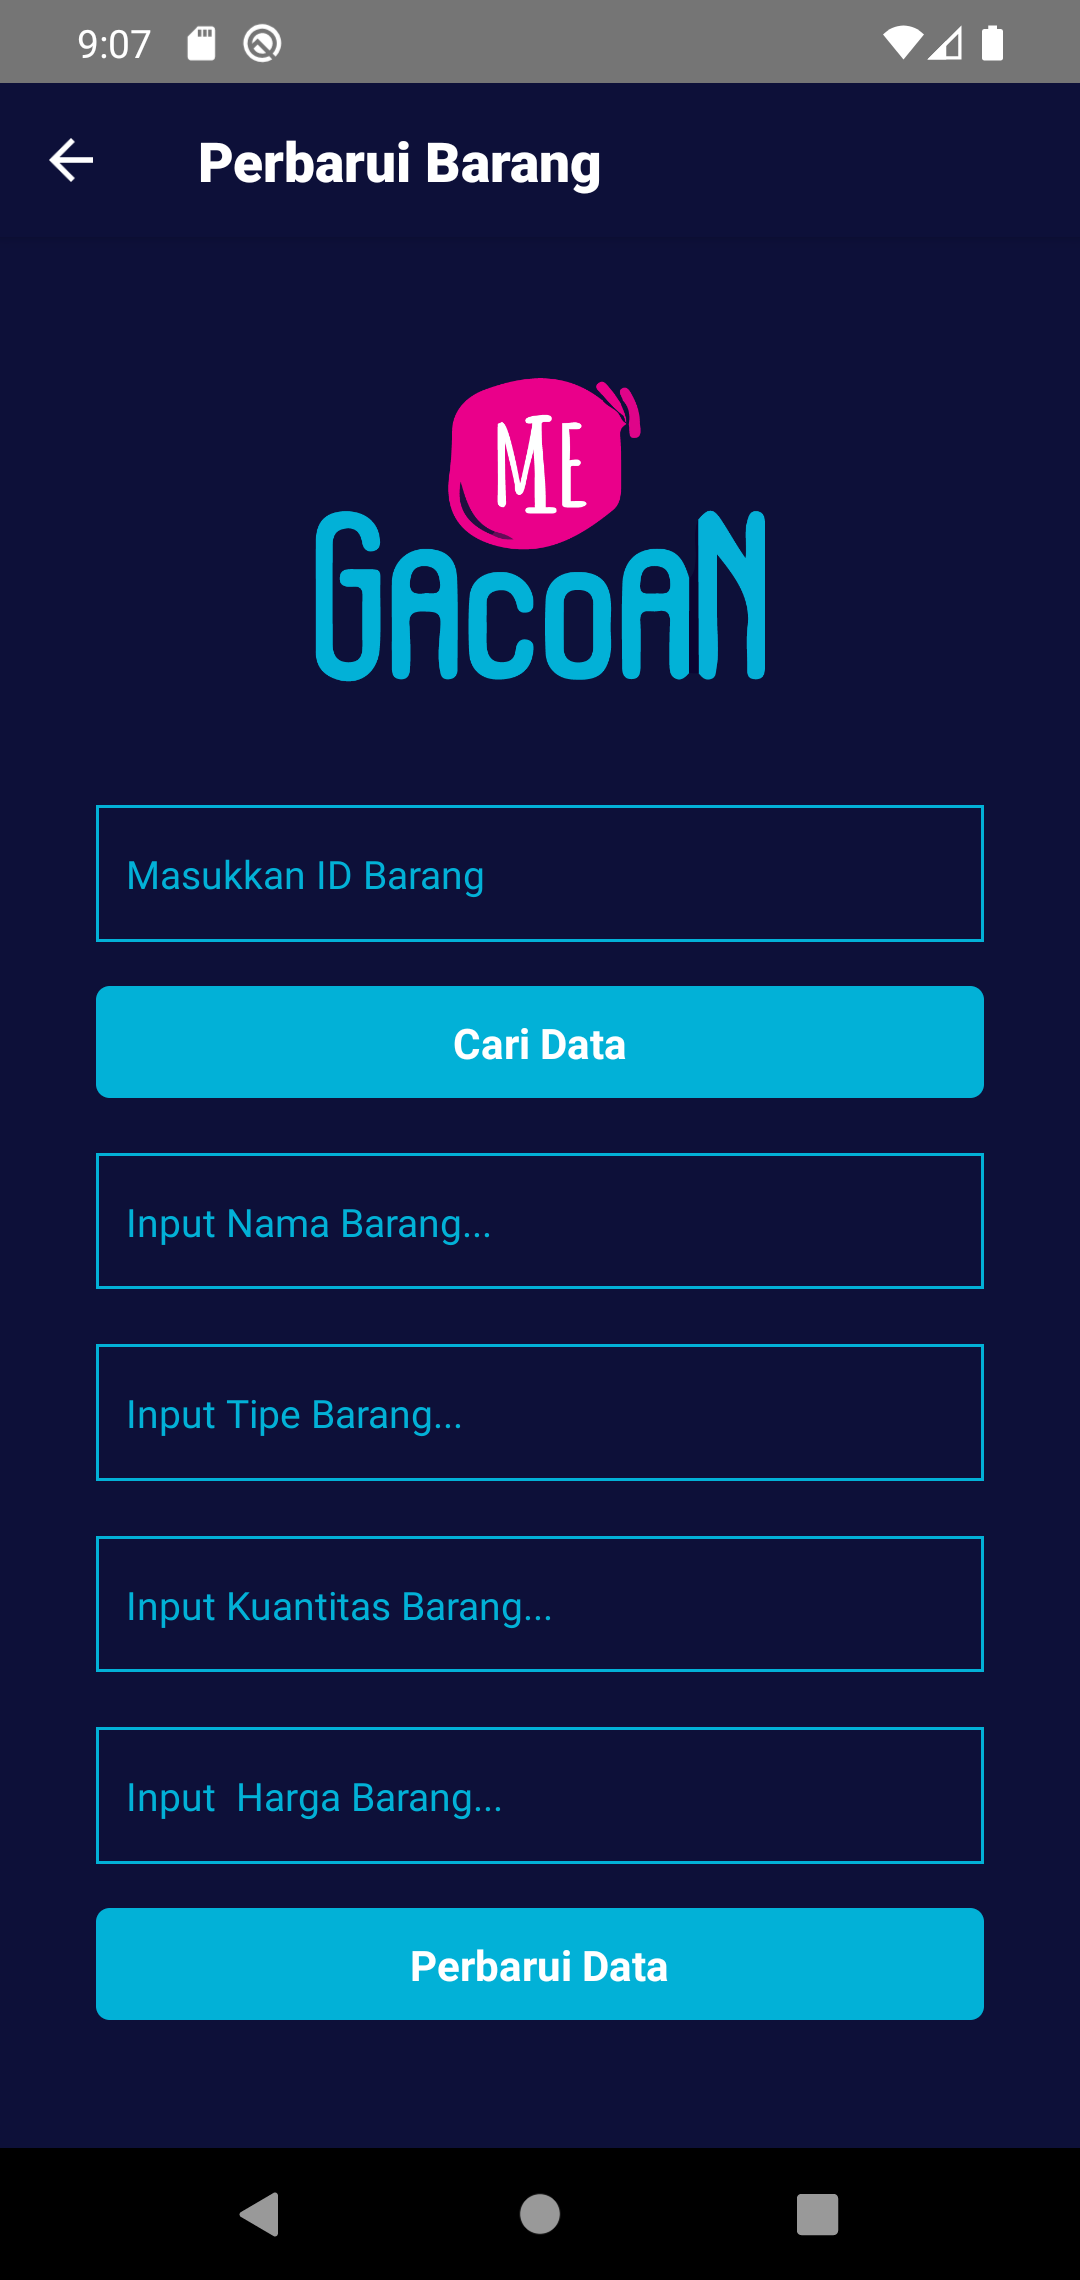 9:07
Perbarui Barang
MIE
GACOAN
Masukkan ID Barang
Cari Data
Input Nama Barang...
Input Tipe Barang...
Input Kuantitas Barang...
Input  Harga Barang...
Perbarui Data